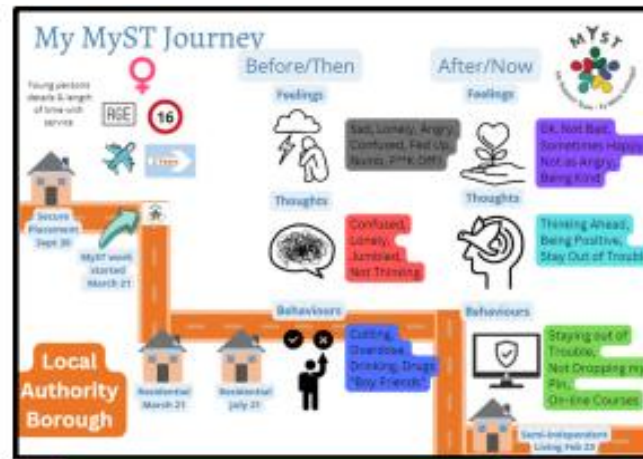 My MyST Journey
Young persons
details & length
of time with
service
AGE
16
Before/Then
Feelings
Sad, Lonely, Angry,
Confused, Fed Up,
Numb, F**K Off!!
Thoughts
Confused,
Lonely,
Jumbled,
Not Thinking
Behaviours
Cutting,
Overdose,
Drinking, Drugs
"Boy Friends"
After/Now
MYST
Feelings
Ok, Not Bad,
Sometimes Happy,
Not as Angry,
Being Kind
Thoughts
Thinking Ahead,
Being Positive,
Stay Out of Trouble
Behaviours
Staying out of
Trouble,
Not Dropping my
Pin,
On-line Courses
Secure
Placement
Sept 20
MyST work
started
March 21
Residential
March 21
Residential
July 21
Semi-Independent
Living Feb 23
Local
Authority
Borough